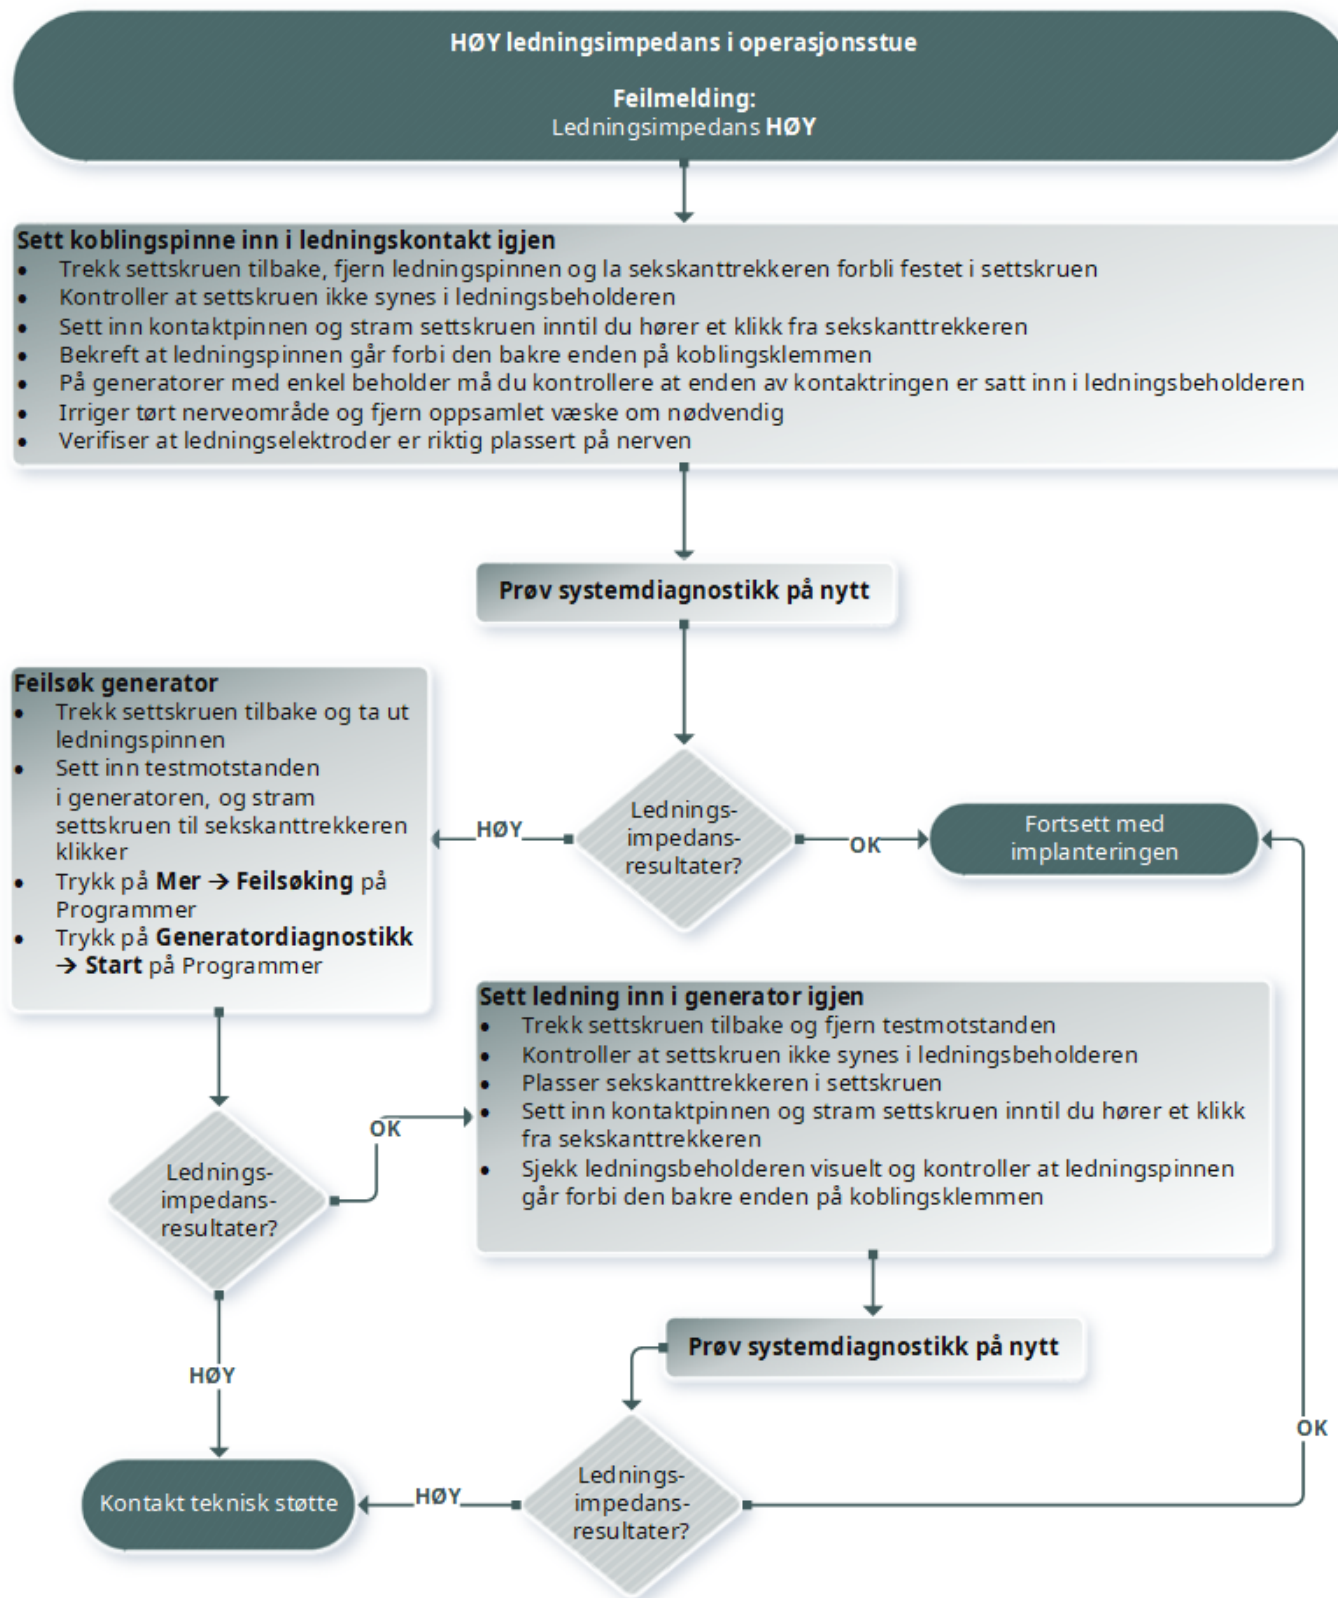 HØY ledningsimpedans i operasjonsstue
Feilmelding:
Ledningsimpedans HØY
Sett koblingspinne inn i ledningskontakt igjen
• Trekk settskruen tilbake, fjern ledningspinnen og la sekskanttrekkeren forbli festet i settskruen
• Kontroller at settskruen ikke synes i ledningsbeholderen
• Sett inn kontaktpinnen og stram settskruen inntil du hører et klikk fra sekskanttrekkeren
• Bekreft at ledningspinnen går forbi den bakre enden på koblingsklemmen
• På generatorer med enkel beholder må du kontrollere at enden av kontaktringen er satt inn i ledningsbeholderen
• Irriger tørt nerveområde og fjern oppsamlet væske om nødvendig
• Verifiser at ledningselektroder er riktig plassert på nerven
Prøv systemdiagnostikk på nytt
Lednings-
impedans-
resultater?
HØY
OK
Fortsett med
implanteringen
Feilsøk generator
• Trekk settskruen tilbake og ta ut
ledningspinnen
• Sett inn testmotstanden
i generatoren, og stram
settskruen til sekskanttrekkeren
klikker
• Trykk på Mer → Feilsøking på
Programmer
• Trykk på Generatordiagnostikk
→ Start på Programmer
Lednings-
impedans-
resultater?
OK
HØY
Sett ledning inn i generator igjen
• Trekk settskruen tilbake og fjern testmotstanden
• Kontroller at settskruen ikke synes i ledningsbeholderen
• Plasser sekskanttrekkeren i settskruen
• Sett inn kontaktpinnen og stram settskruen inntil du hører et klikk
fra sekskanttrekkeren
• Sjekk ledningsbeholderen visuelt og kontroller at ledningspinnen
går forbi den bakre enden på koblingsklemmen
Prøv systemdiagnostikk på nytt
Lednings-
impedans-
resultater?
HØY
OK
Kontakt teknisk støtte